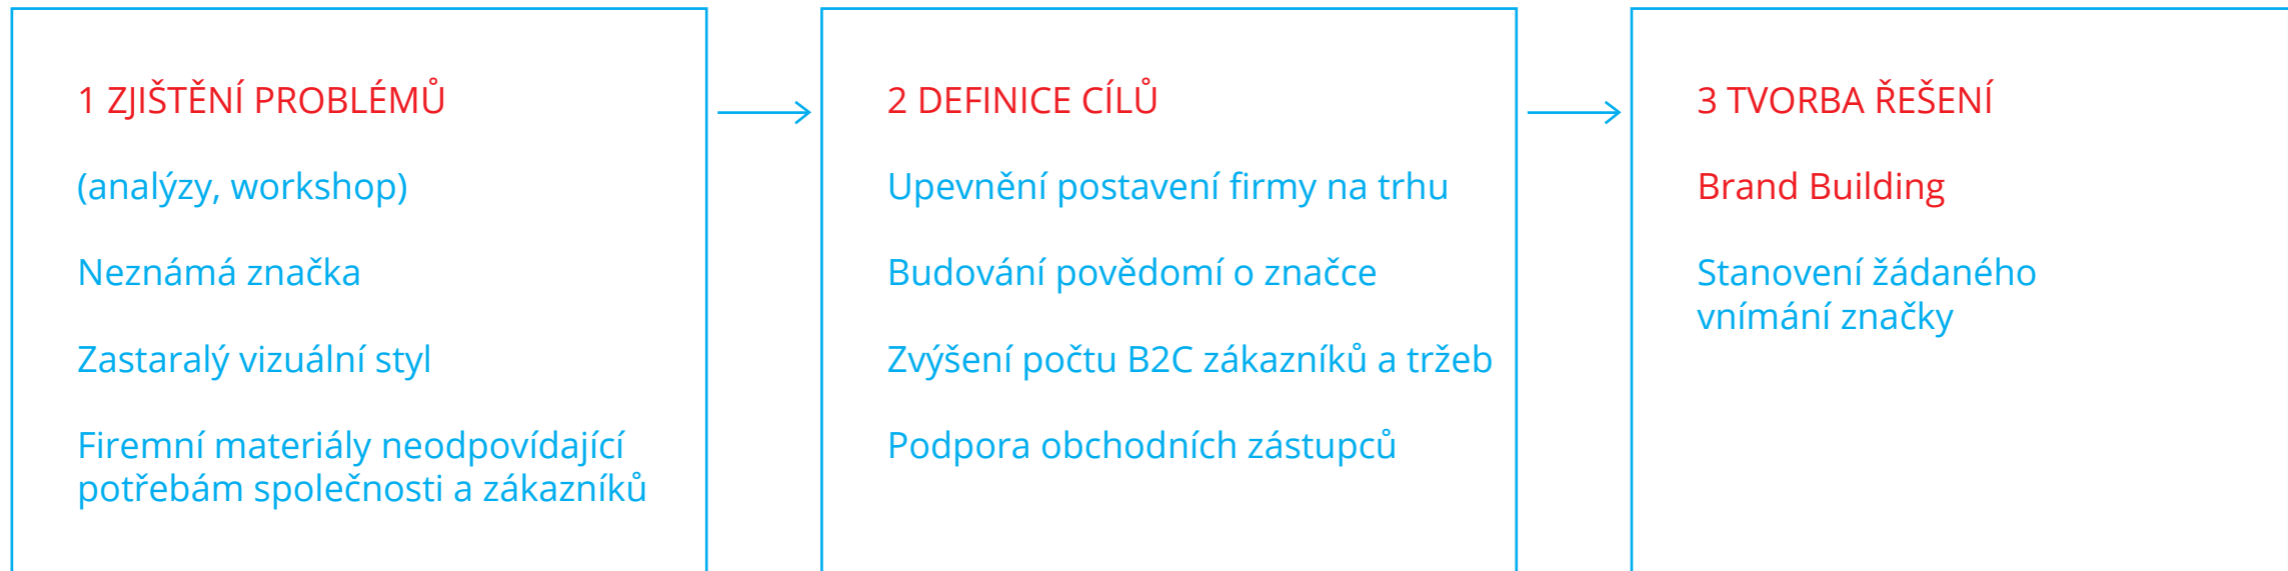 1 ZJIŠTĚNÍ PROBLÉMŮ
(analýzy, workshop)
Neznámá značka
Zastaralý vizuální styl
Firemní materiály neodpovídající
potřebám společnosti a zákazníků
2 DEFINICE CÍLŮ
Upevnění postavení firmy na trhu
Budování povědomí o značce
Zvýšení počtu B2C zákazníků a tržeb
Podpora obchodních zástupců
3 TVORBA ŘEŠENÍ
Brand Building
Stanovení žádaného
vnímání značky